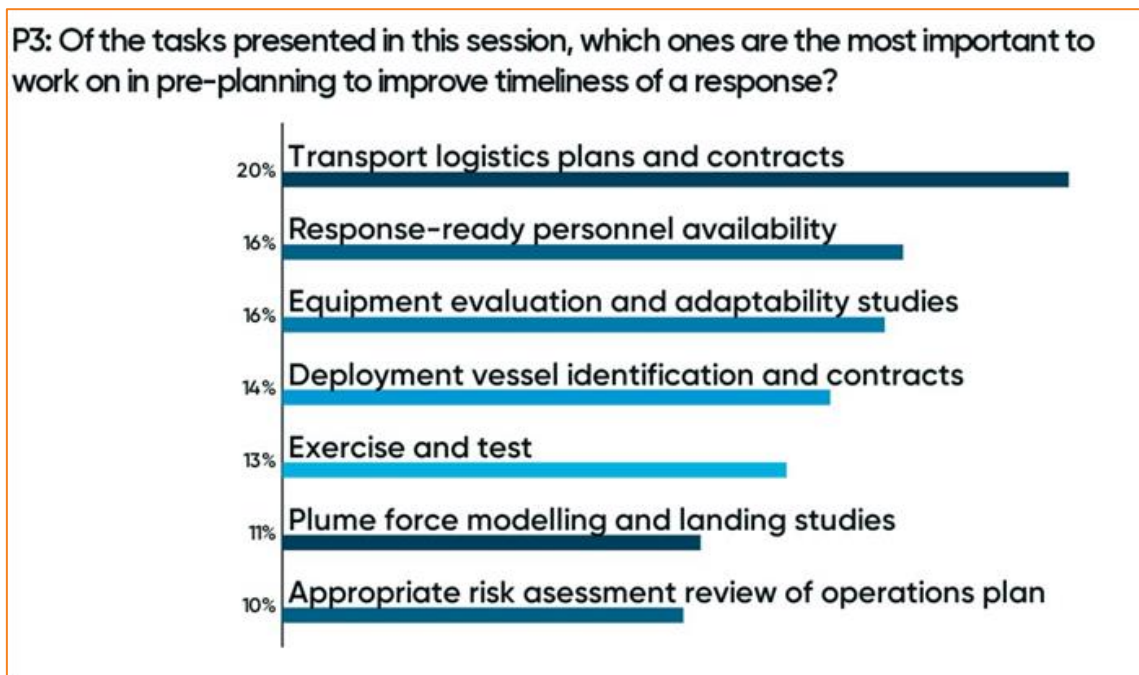 P3: Of the tasks presented in this session, which ones are the most important to
work on in pre-planning to improve timeliness of a response?
Transport logistics plans and contracts
20%
Response-ready personnel availability
16%
Equipment evaluation and adaptability studies
16%
Deployment vessel identification and contracts
14%
Exercise and test
13%
Plume force modelling and landing studies
11%
Appropriate risk asessment review of operations plan
10%